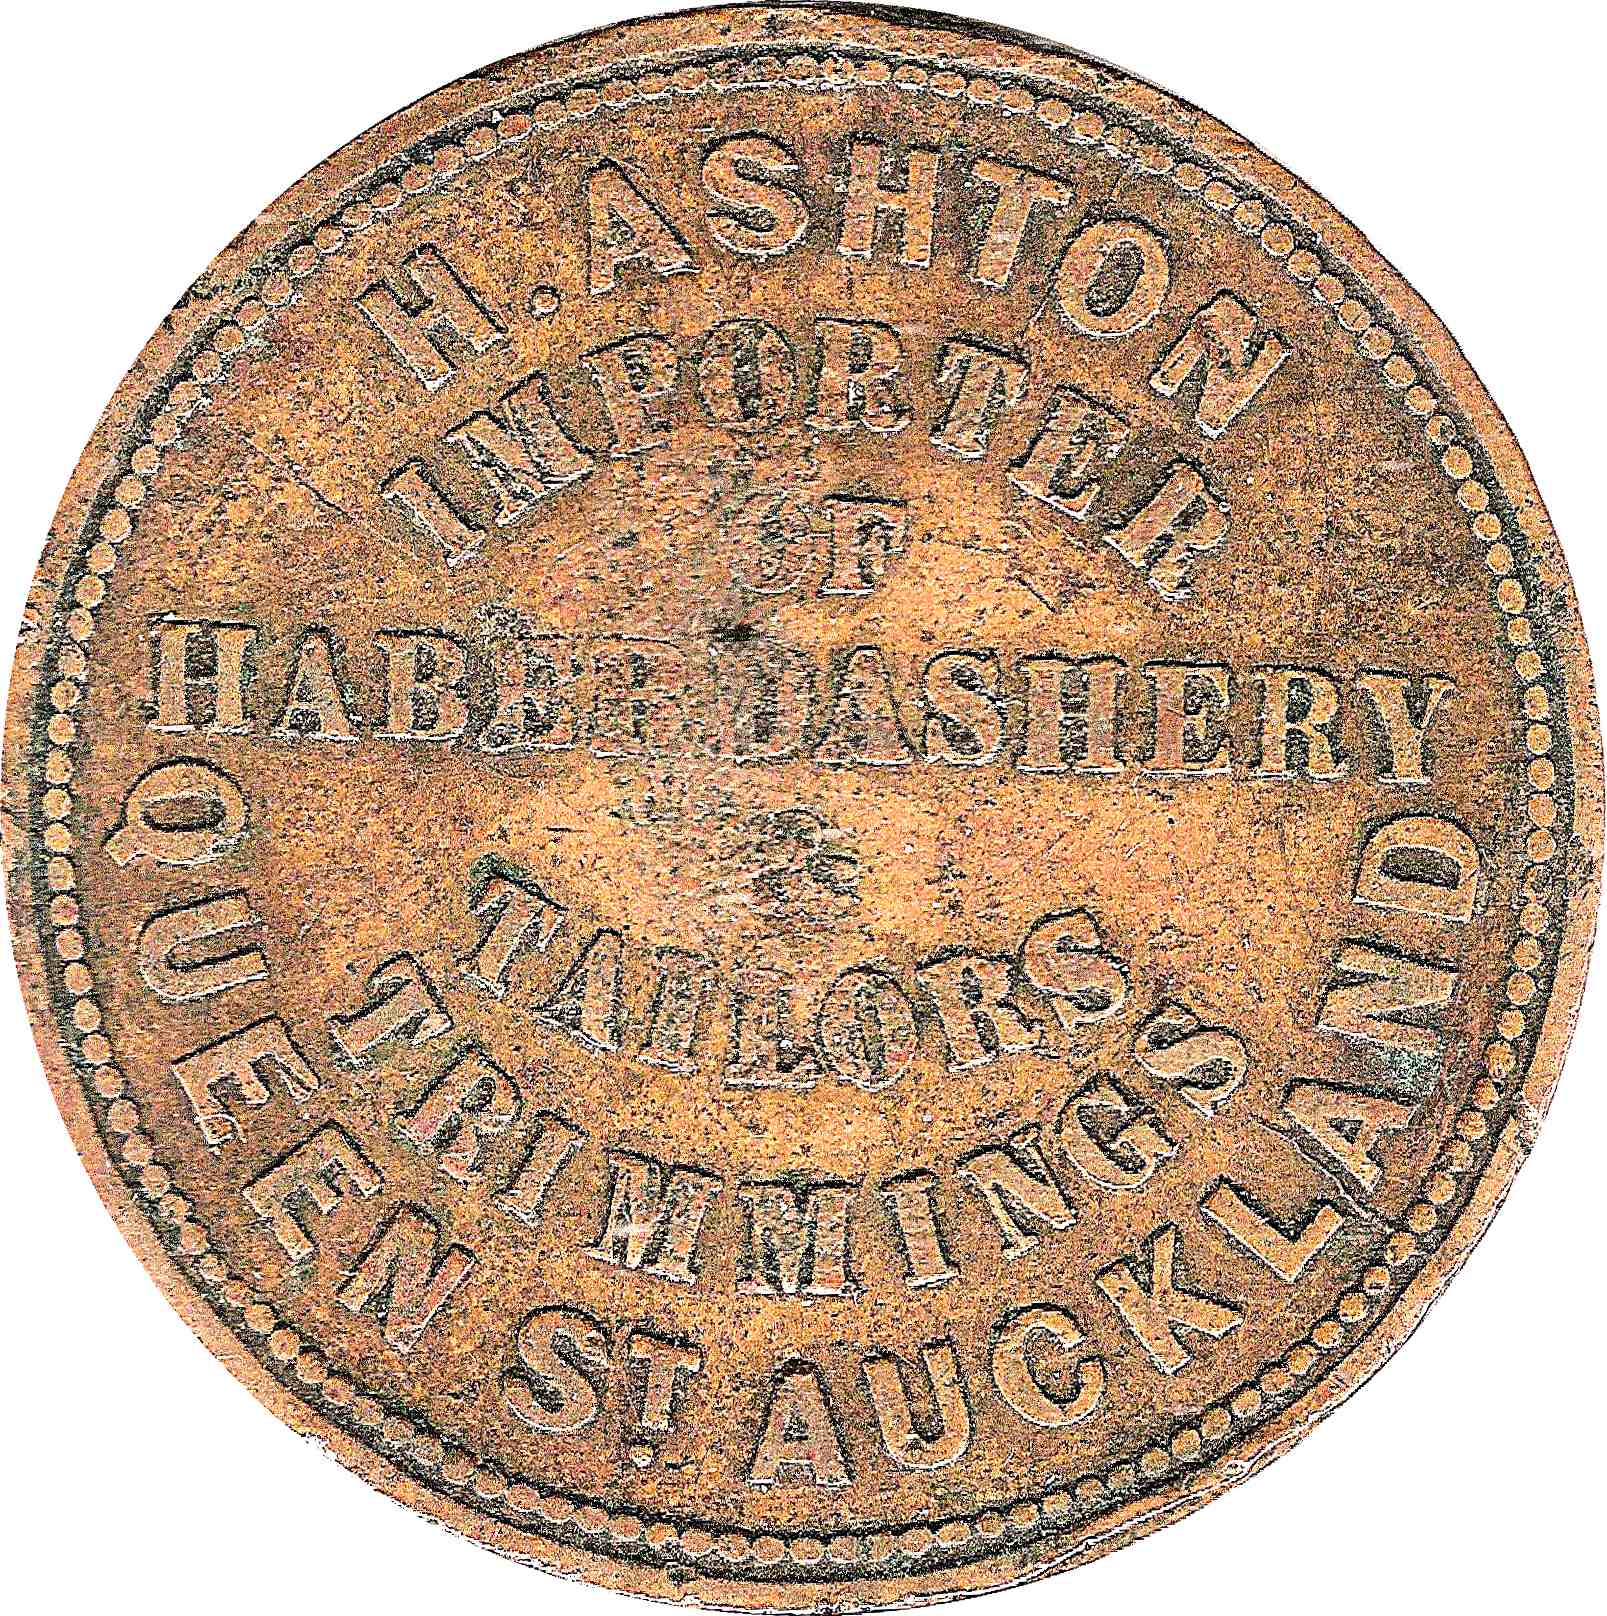 H. ASHTON
IMPORTER
OF
HABERDASHERY
&
TAILORS
TRIMMINGS
QUEEN ST. AUCKLAND